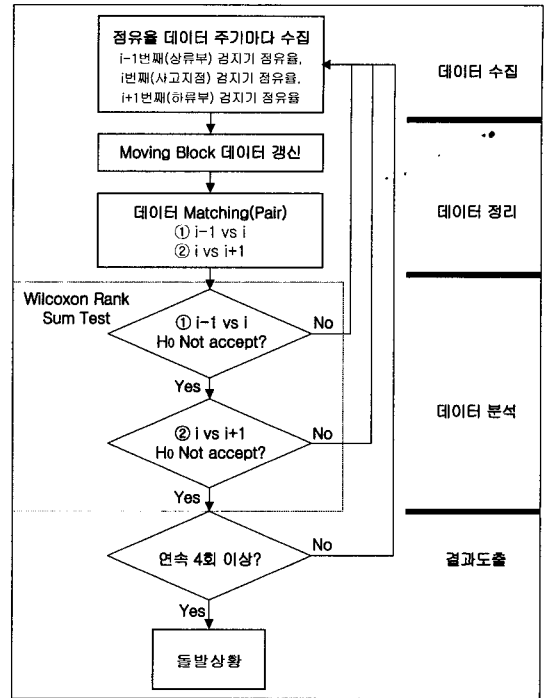 점유율 데이터 주기마다 수집
i-1번째(상류부) 검지기 점유율,
i번째(사고지점) 검지기 점유율,
i+1번째(하류부) 검지기 점유율
데이터 수집
Moving Block 데이터 갱신
데이터 Matching(Pair)
① i-1 vs i
② i vs i+1
데이터 정리
Wilcoxon Rank
Sum Test
① i-1 vs i
H0 Not accept?
No
Yes
② i vs i+1
H0 Not accept?
No
데이터 분석
Yes
연속 4회 이상?
No
결과도출
Yes
돌발상황